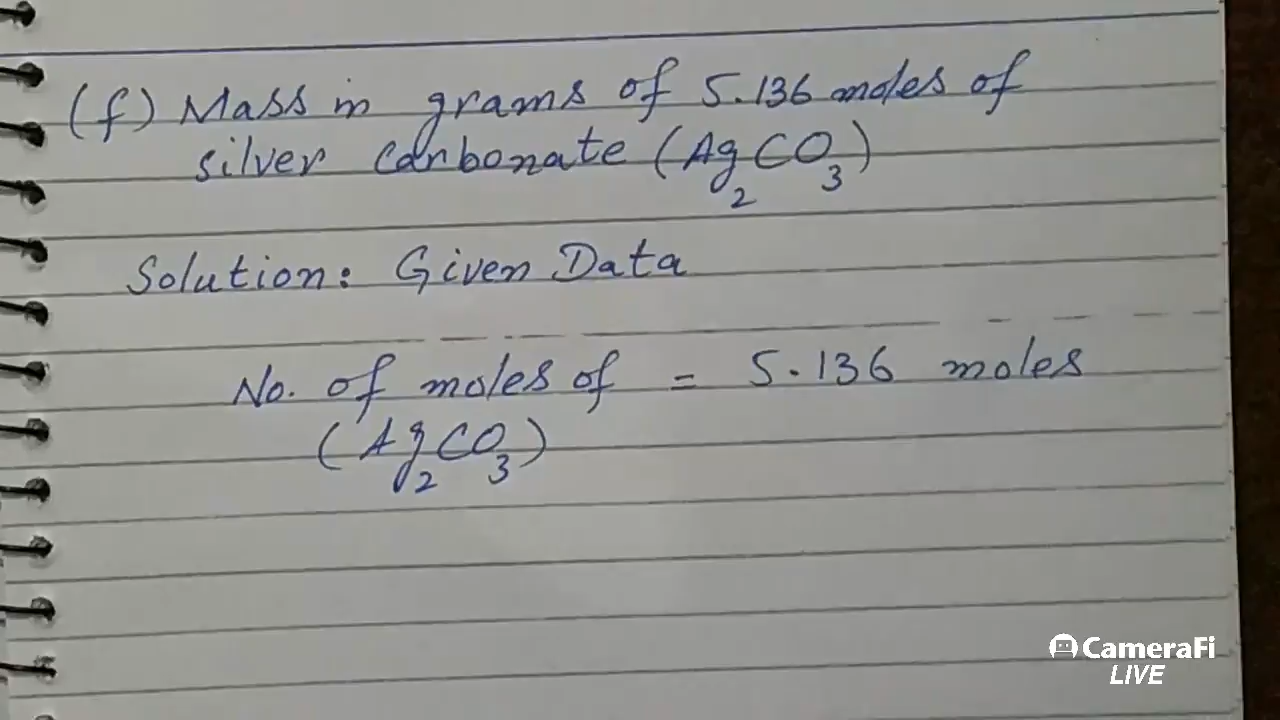 (f) Mass in grams of 5.136 moles of
silver carbonate (Ag₂CO₃)
Solution: Given Data
No. of moles of = 5.136 moles
(Ag₂CO₃)
CameraFi
LIVE